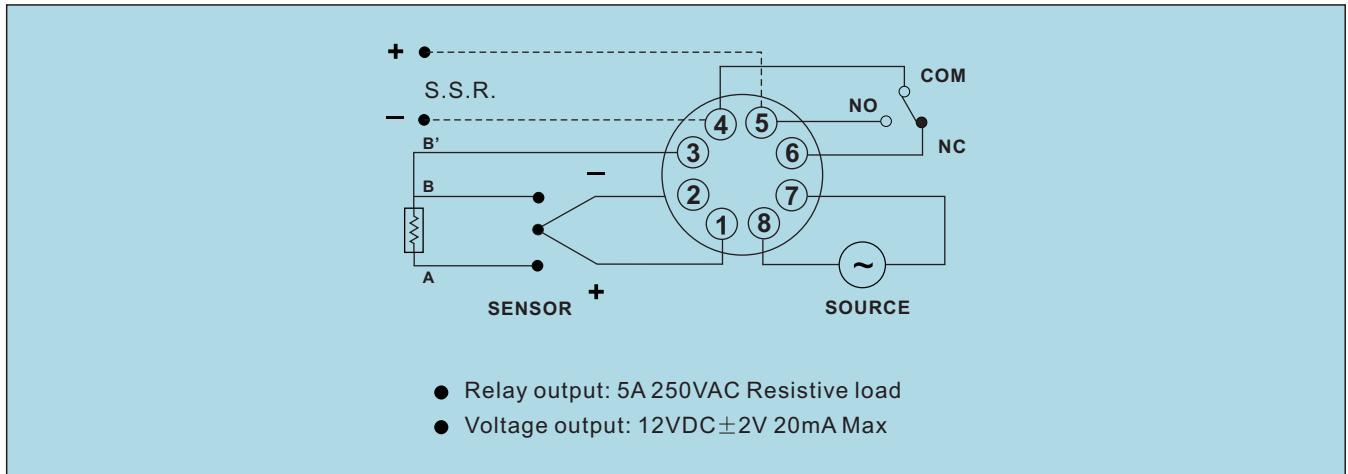 +
S.S.R.
−
COM
NO
NC
4
5
3
6
2
7
1
8
B’
B
A
−
+
~
SENSOR
SOURCE
● Relay output: 5A 250VAC Resistive load
● Voltage output: 12VDC±2V 20mA Max